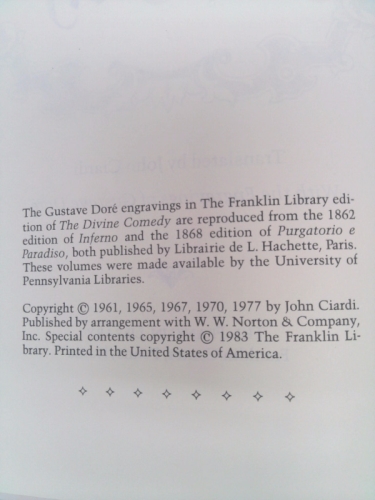 The Gustave Doré engravings in The Franklin Library edi-
tion of The Divine Comedy are reproduced from the 1862
edition of Inferno and the 1868 edition of Purgatorio e
Paradiso, both published by Librairie de L. Hachette, Paris.
These volumes were made available by the University of
Pennsylvania Libraries.
Copyright © 1961, 1965, 1967, 1970, 1977 by John Ciardi.
Published by arrangement with W. W. Norton & Company,
Inc. Special contents copyright © 1983 The Franklin Li-
brary. Printed in the United States of America.